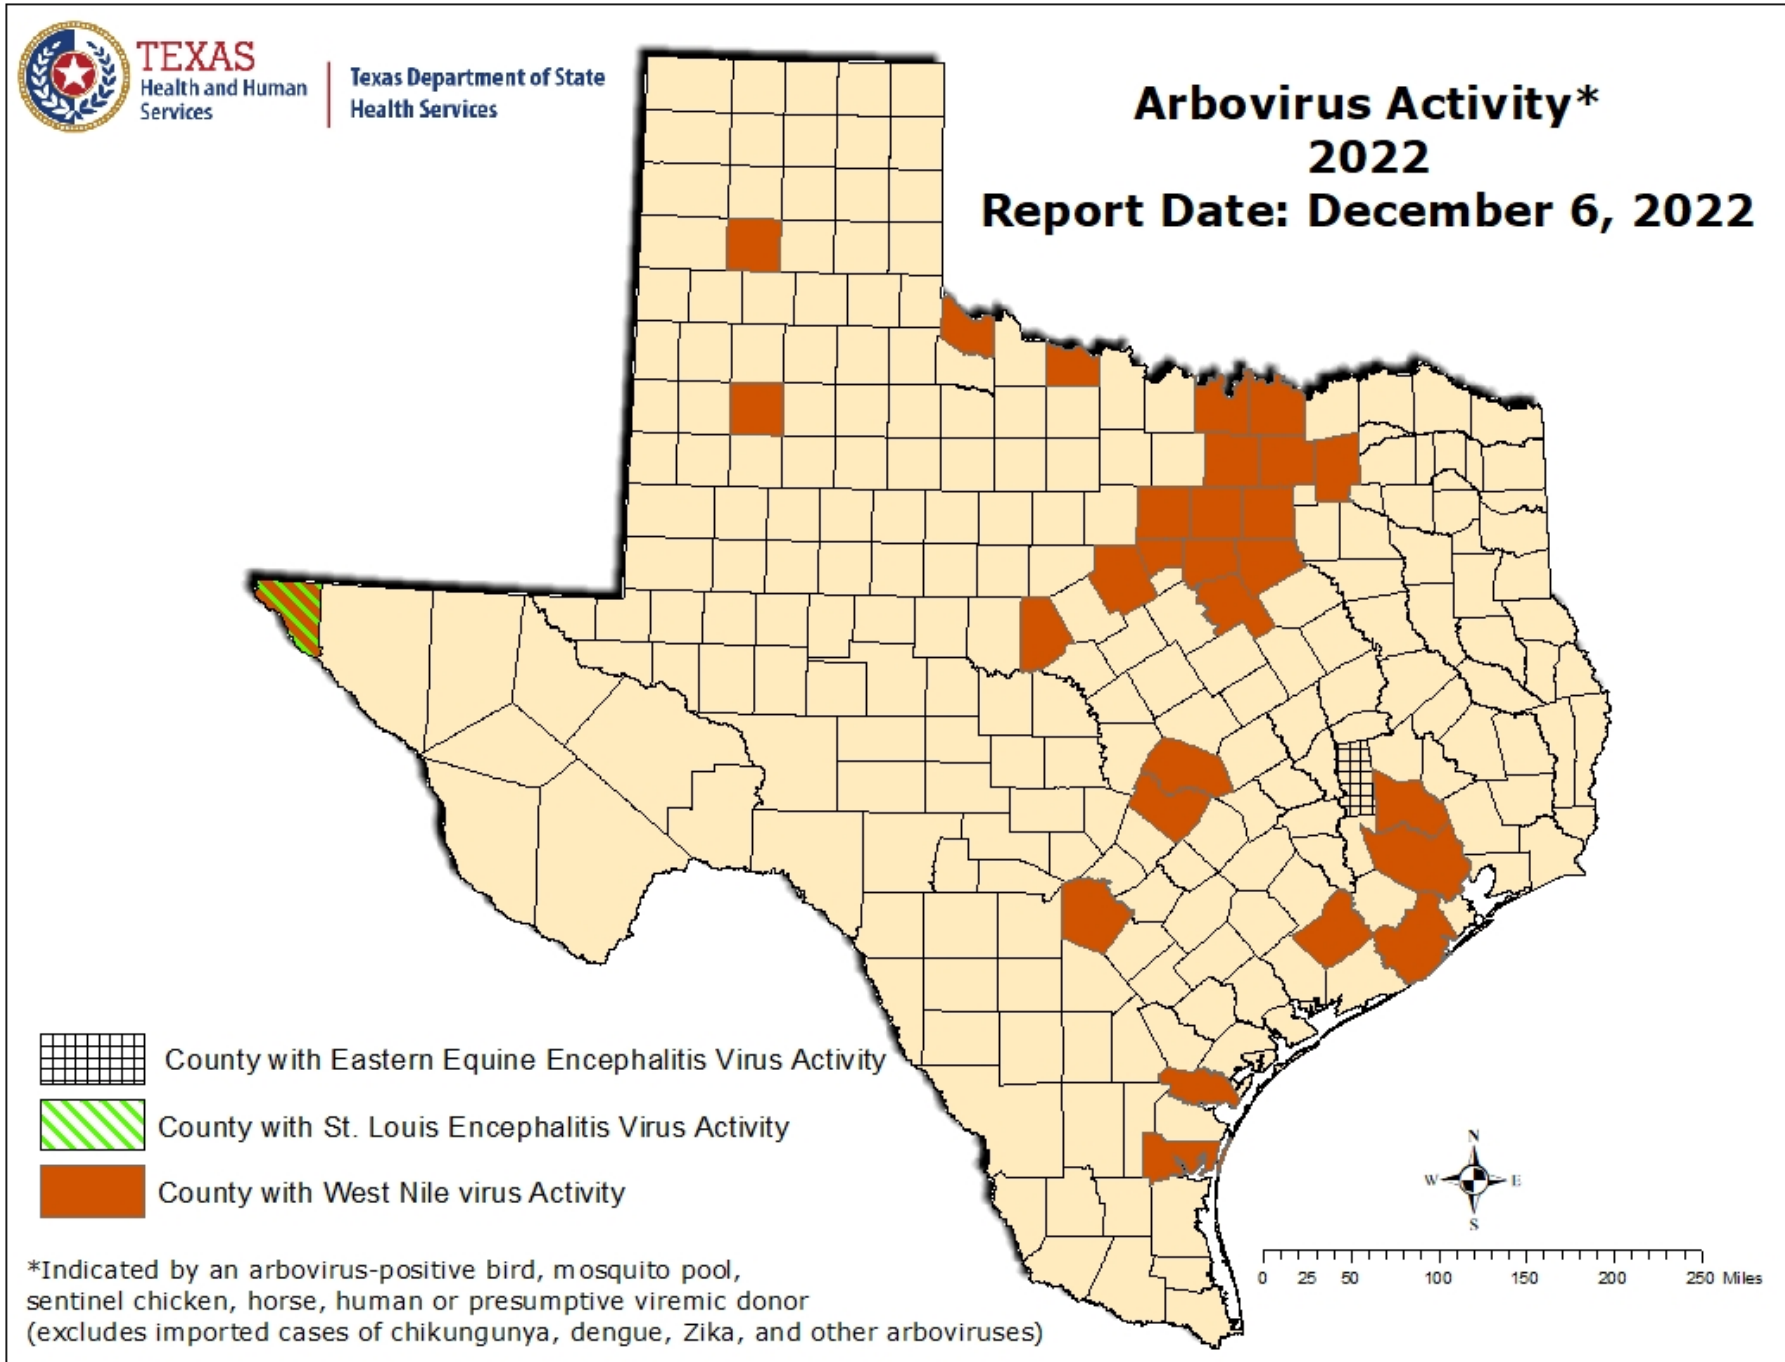 TEXAS
Health and Human
Services
Texas Department of State
Health Services
Arbovirus Activity*
2022
Report Date: December 6, 2022
County with Eastern Equine Encephalitis Virus Activity
County with St. Louis Encephalitis Virus Activity
County with West Nile virus Activity
*Indicated by an arbovirus-positive bird, mosquito pool,
sentinel chicken, horse, human or presumptive viremic donor
(excludes imported cases of chikungunya, dengue, Zika, and other arboviruses)
N
W E
S
0 25 50 100 150 200 250 Miles